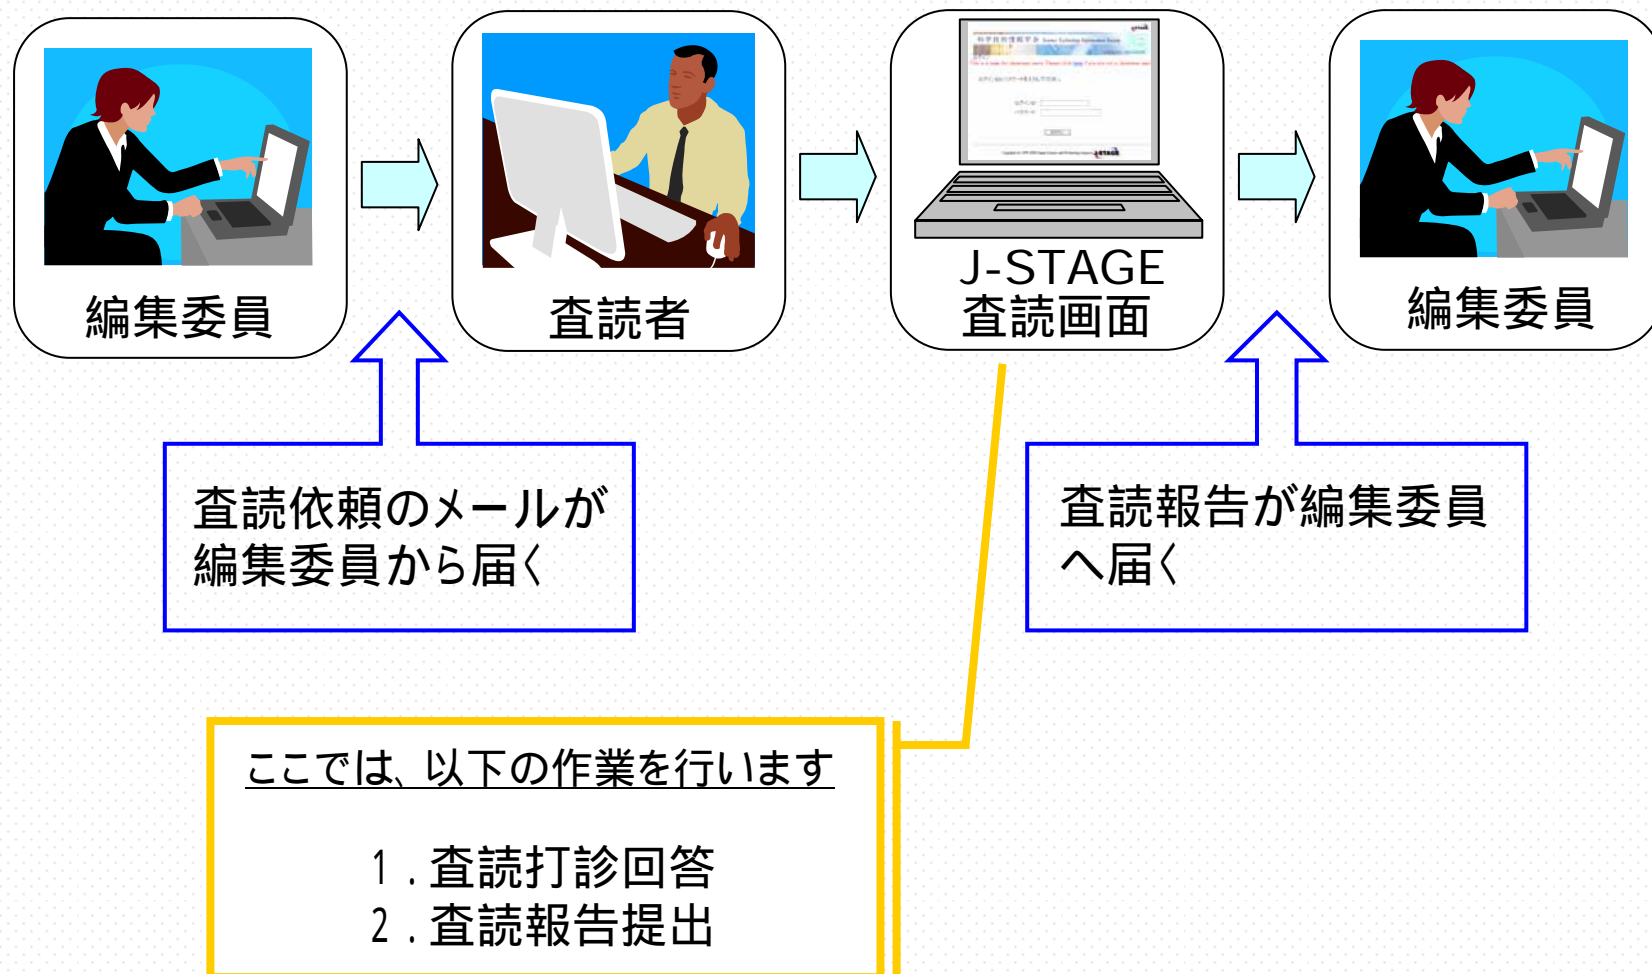 編集委員
査読者
J-STAGE
査読画面
編集委員
査読依頼のメールが
編集委員から届く
査読報告が編集委員
へ届く
ここでは、以下の作業を行います
１．査読打診回答
２．査読報告提出